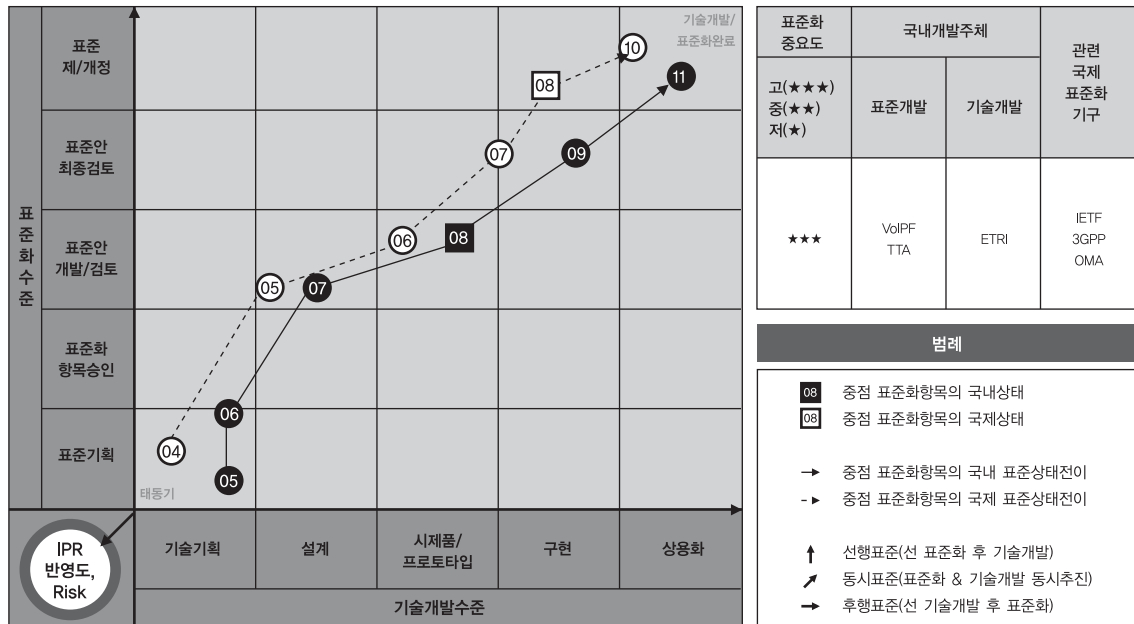 표준화수준
표준
제/개정
표준안
최종검토
표준안
개발/검토
표준화
항목승인
표준기획
기술개발/
표준화완료
10
11
08
07
09
06
08
05
07
06
04
05
태동기
IPR
반영도,
Risk
기술기획
설계
시제품/
프로토타입
구현
상용화
기술개발수준
표준화
중요도
국내개발주체
관련
국제
표준화
기구
고(★★★)
중(★★)
저(★)
표준개발
기술개발
★★★
VoIPF
TTA
ETRI
IETF
3GPP
OMA
범례
08 중점 표준화항목의 국내상태
08 중점 표준화항목의 국제상태
→ 중점 표준화항목의 국내 표준상태전이
-► 중점 표준화항목의 국제 표준상태전이
↑ 선행표준(선 표준화 후 기술개발)
↗ 동시표준(표준화 & 기술개발 동시추진)
→ 후행표준(선 기술개발 후 표준화)